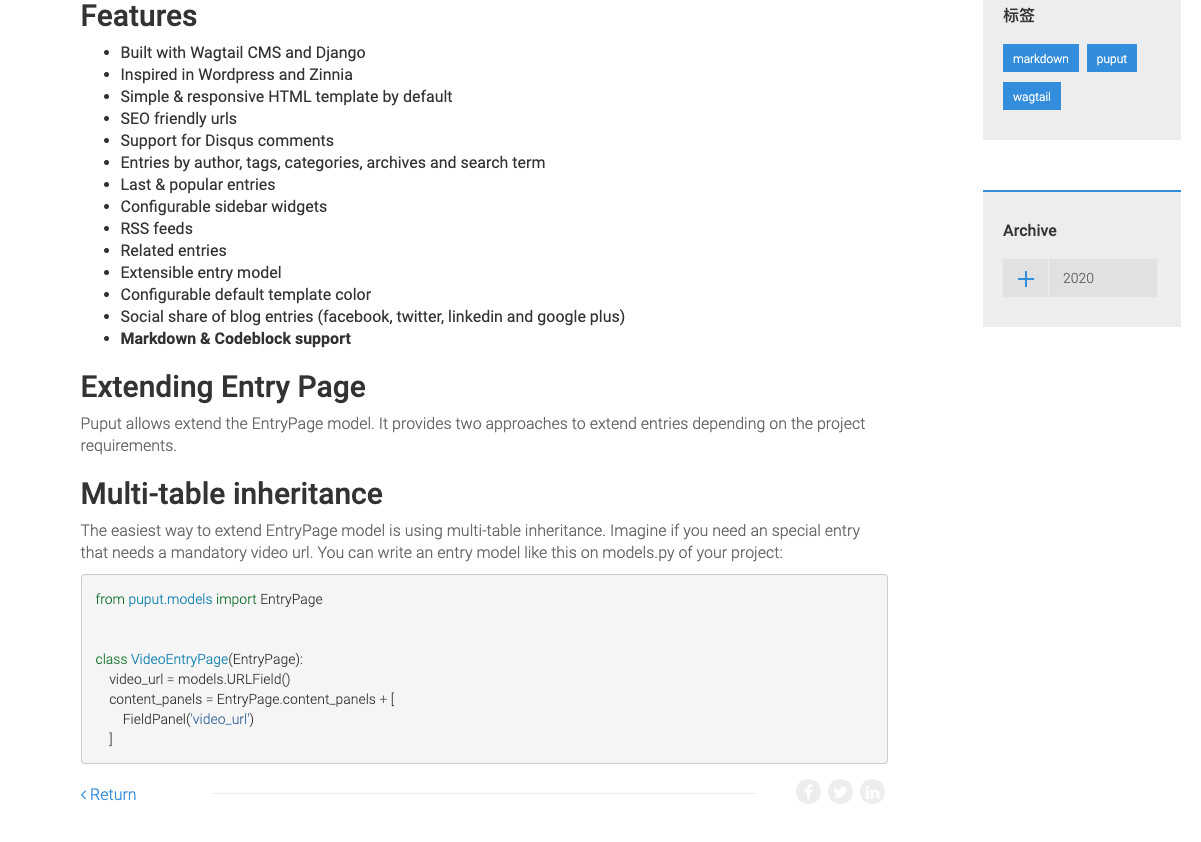 Features
Built with Wagtail CMS and Django
Inspired in Wordpress and Zinnia
Simple & responsive HTML template by default
SEO friendly urls
Support for Disqus comments
Entries by author, tags, categories, archives and search term
Last & popular entries
Configurable sidebar widgets
RSS feeds
Related entries
Extensible entry model
Configurable default template color
Social share of blog entries (facebook, twitter, linkedin and google plus)
Markdown & Codeblock support
Extending Entry Page
Puput allows extend the EntryPage model. It provides two approaches to extend entries depending on the project
requirements.
Multi-table inheritance
The easiest way to extend EntryPage model is using multi-table inheritance. Imagine if you need an special entry
that needs a mandatory video url. You can write an entry model like this on models.py of your project:
from puput.models import EntryPage
class VideoEntryPage(EntryPage):
    video_url = models.URLField()
    content_panels = EntryPage.content_panels + [
        FieldPanel('video_url')
    ]
‹ Return
标签
markdown puput
wagtail
Archive
+ 2020